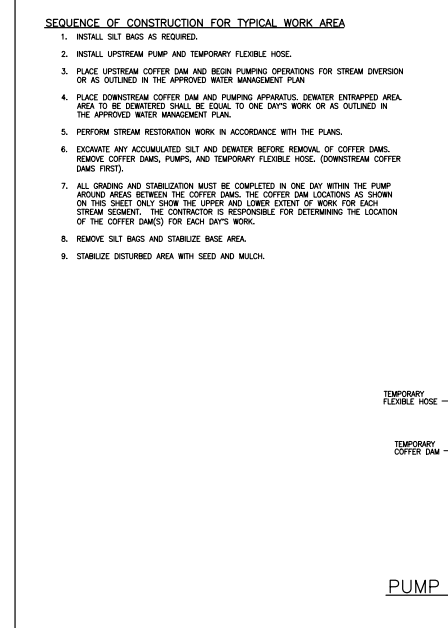 SEQUENCE OF CONSTRUCTION FOR TYPICAL WORK AREA
1. INSTALL SILT BAGS AS REQUIRED.
2. INSTALL UPSTREAM PUMP AND TEMPORARY FLEXIBLE HOSE.
3. PLACE UPSTREAM COFFER DAM AND BEGIN PUMPING OPERATIONS FOR STREAM DIVERSION
OR AS OUTLINED IN THE APPROVED WATER MANAGEMENT PLAN
4. PLACE DOWNSTREAM COFFER DAM AND PUMPING APPARATUS. DEWATER ENTRAPPED AREA.
AREA TO BE DEWATERED SHALL BE EQUAL TO ONE DAY'S WORK OR AS OUTLINED IN
THE APPROVED WATER MANAGEMENT PLAN.
5. PERFORM STREAM RESTORATION WORK IN ACCORDANCE WITH THE PLANS.
6. EXCAVATE ANY ACCUMULATED SILT AND DEWATER BEFORE REMOVAL OF COFFER DAMS.
REMOVE COFFER DAMS, PUMPS, AND TEMPORARY FLEXIBLE HOSE. (DOWNSTREAM COFFER
DAMS FIRST).
7. ALL GRADING AND STABILIZATION MUST BE COMPLETED IN ONE DAY WITHIN THE PUMP
AROUND AREAS BETWEEN THE COFFER DAMS. THE COFFER DAM LOCATIONS AS SHOWN
ON THIS SHEET ONLY SHOW THE UPPER AND LOWER EXTENT OF WORK FOR EACH
STREAM SEGMENT. THE CONTRACTOR IS RESPONSIBLE FOR DETERMINING THE LOCATION
OF THE COFFER DAM(S) FOR EACH DAY'S WORK.
8. REMOVE SILT BAGS AND STABILIZE BASE AREA.
9. STABILIZE DISTURBED AREA WITH SEED AND MULCH.
TEMPORARY
FLEXIBLE HOSE
TEMPORARY
COFFER DAM
PUMP